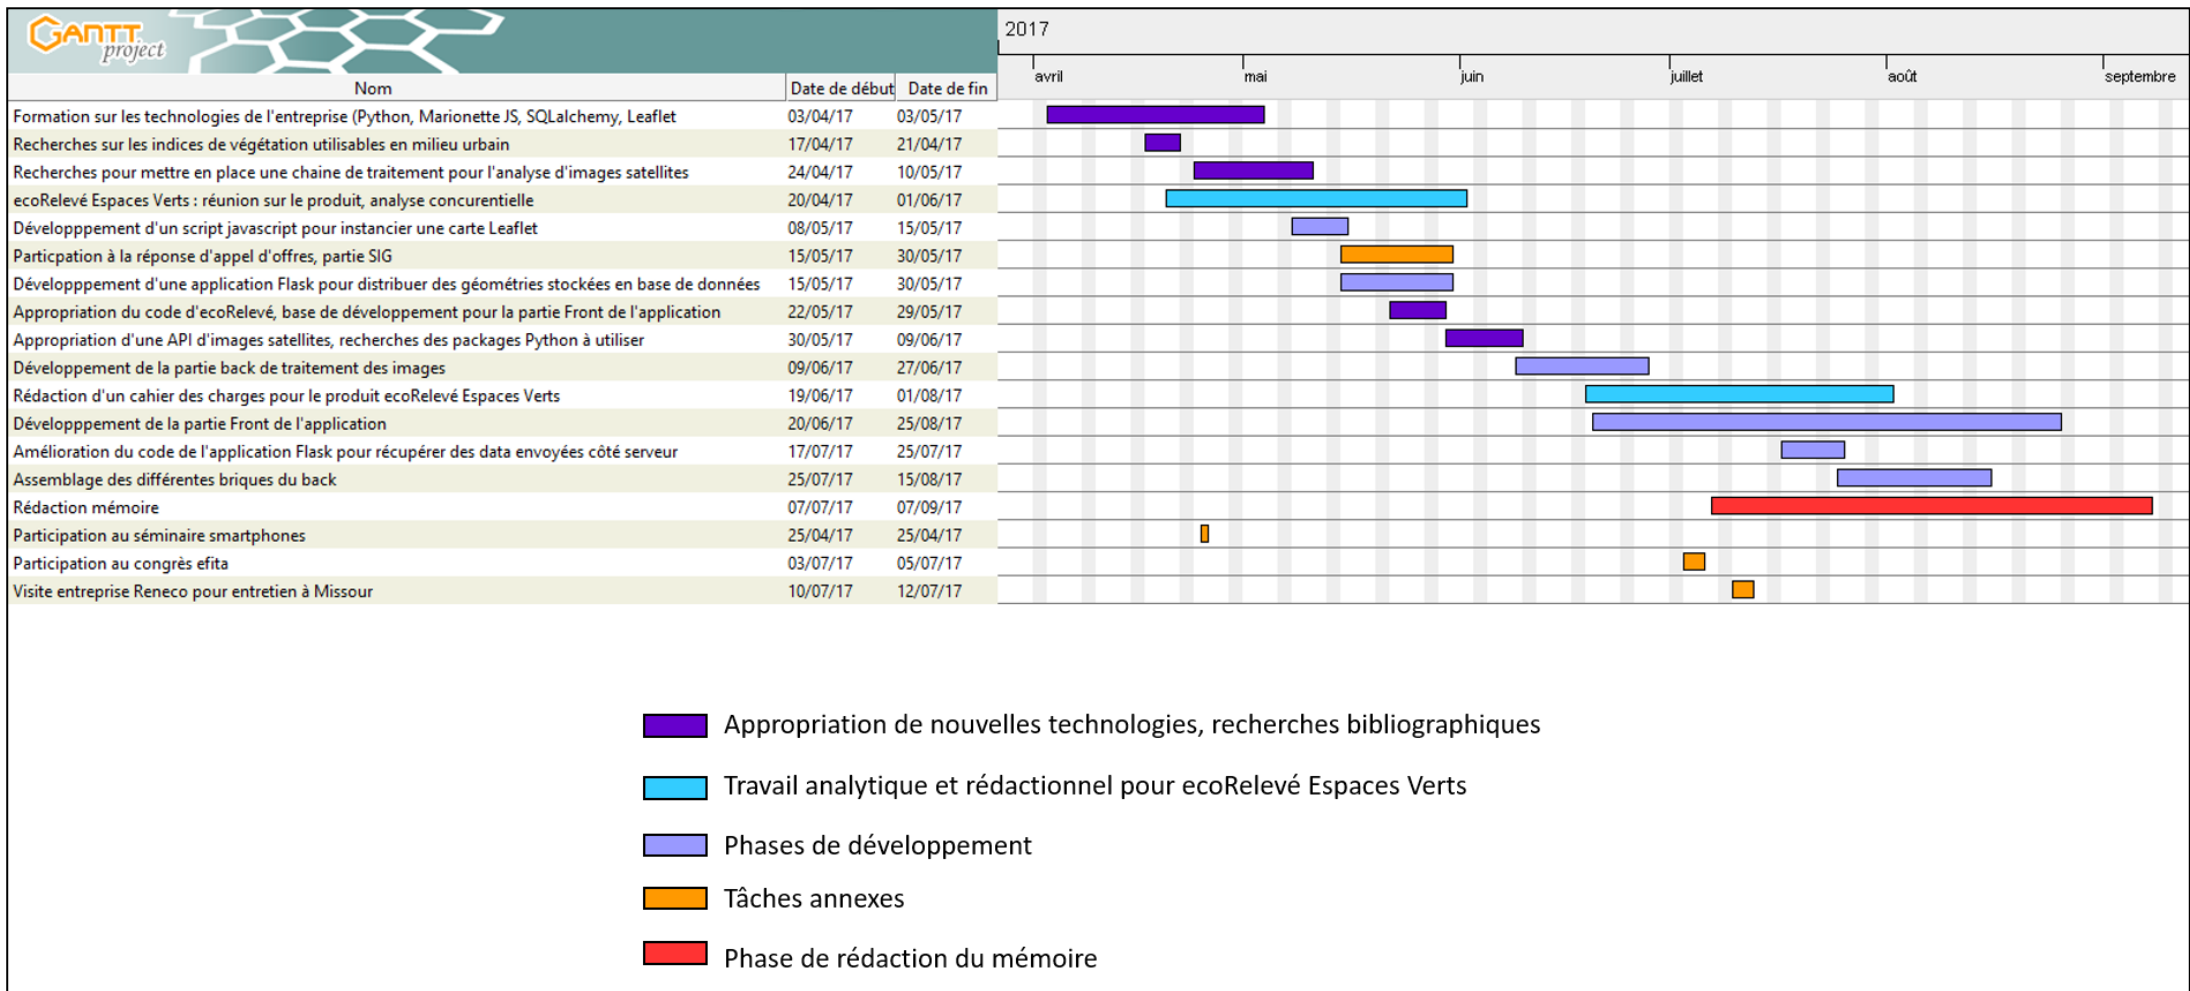 GANTT
project
2017
avril mai juin juillet août septembre
Nom Date de début Date de fin
Formation sur les technologies de l'entreprise (Python, Marionette JS, SQLalchemy, Leaflet 03/04/17 03/05/17
Recherches sur les indices de végétation utilisables en milieu urbain 17/04/17 21/04/17
Recherches pour mettre en place une chaine de traitement pour l'analyse d'images satellites 24/04/17 10/05/17
ecoRelevé Espaces Verts : réunion sur le produit, analyse concurentielle 20/04/17 01/06/17
Développpement d'un script javascript pour instancier une carte Leaflet 08/05/17 15/05/17
Particpation à la réponse d'appel d'offres, partie SIG 15/05/17 30/05/17
Développpement d'une application Flask pour distribuer des géométries stockées en base de données 15/05/17 30/05/17
Appropriation du code d'ecoRelevé, base de développement pour la partie Front de l'application 22/05/17 29/05/17
Appropriation d'une API d'images satellites, recherches des packages Python à utiliser 30/05/17 09/06/17
Développement de la partie back de traitement des images 09/06/17 27/06/17
Rédaction d'un cahier des charges pour le produit ecoRelevé Espaces Verts 19/06/17 01/08/17
Développpement de la partie Front de l'application 20/06/17 25/08/17
Amélioration du code de l'application Flask pour récupérer des data envoyées côté serveur 17/07/17 25/07/17
Assemblage des différentes briques du back 25/07/17 15/08/17
Rédaction mémoire 07/07/17 07/09/17
Participation au séminaire smartphones 25/04/17 25/04/17
Participation au congrès efita 03/07/17 05/07/17
Visite entreprise Reneco pour entretien à Missour 10/07/17 12/07/17
Appropriation de nouvelles technologies, recherches bibliographiques
Travail analytique et rédactionnel pour ecoRelevé Espaces Verts
Phases de développement
Tâches annexes
Phase de rédaction du mémoire